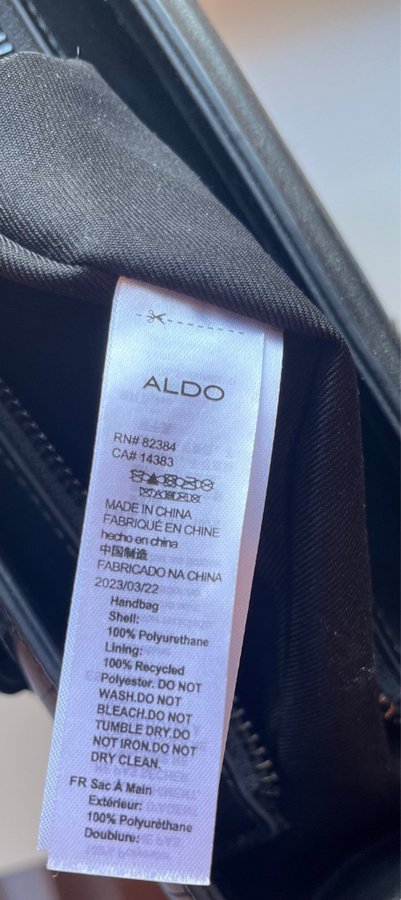 ALDO
RN# 82384
CA# 14383
MADE IN CHINA
FABRIQUÉ EN CHINE
hecho en china
中国制造
FABRICADO NA CHINA
2023/03/22
Handbag
Shell:
100% Polyurethane
Lining:
100% Recycled
Polyester. DO NOT
WASH.DO NOT
BLEACH.DO NOT
TUMBLE DRY.DO
NOT IRON.DO NOT
DRY CLEAN.
FR Sac À Main
Extérieur:
100% Polyuréthane
Doublure: